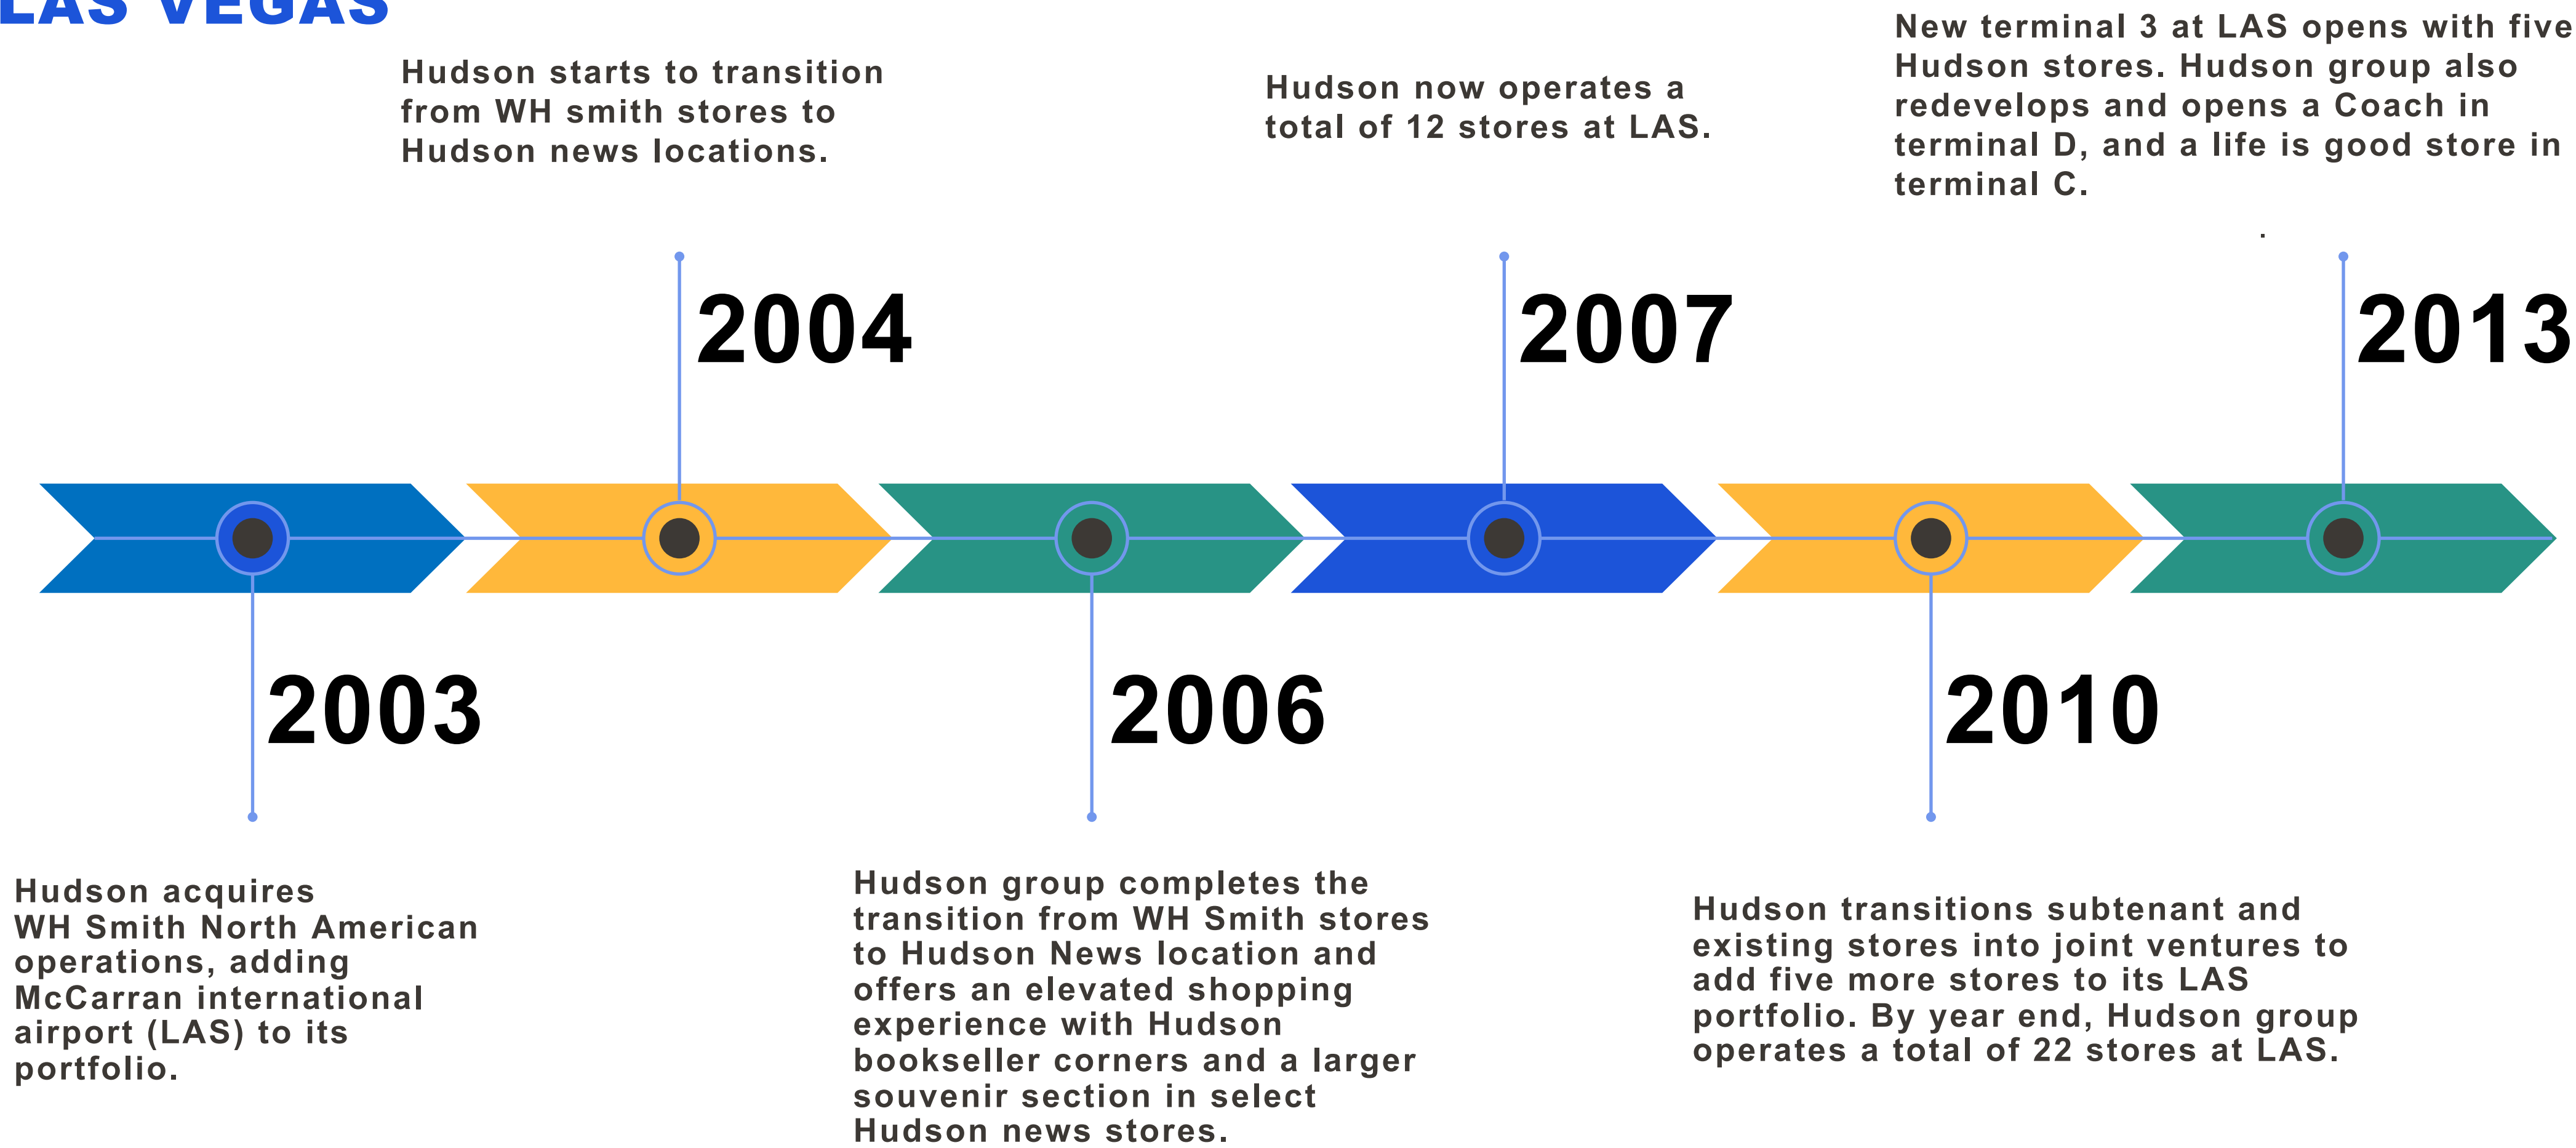 LAS VEGAS
Hudson starts to transition
from WH smith stores to
Hudson news locations.
Hudson now operates a
total of 12 stores at LAS.
New terminal 3 at LAS opens with five
Hudson stores. Hudson group also
redevelops and opens a Coach in
terminal D, and a life is good store in
terminal C.
.
2004
2007
2013
2003
2006
2010
Hudson acquires
WH Smith North American
operations, adding
McCarran international
airport (LAS) to its
portfolio.
Hudson group completes the
transition from WH Smith stores
to Hudson News location and
offers an elevated shopping
experience with Hudson
bookseller corners and a larger
souvenir section in select
Hudson news stores.
Hudson transitions subtenant and
existing stores into joint ventures to
add five more stores to its LAS
portfolio. By year end, Hudson group
operates a total of 22 stores at LAS.